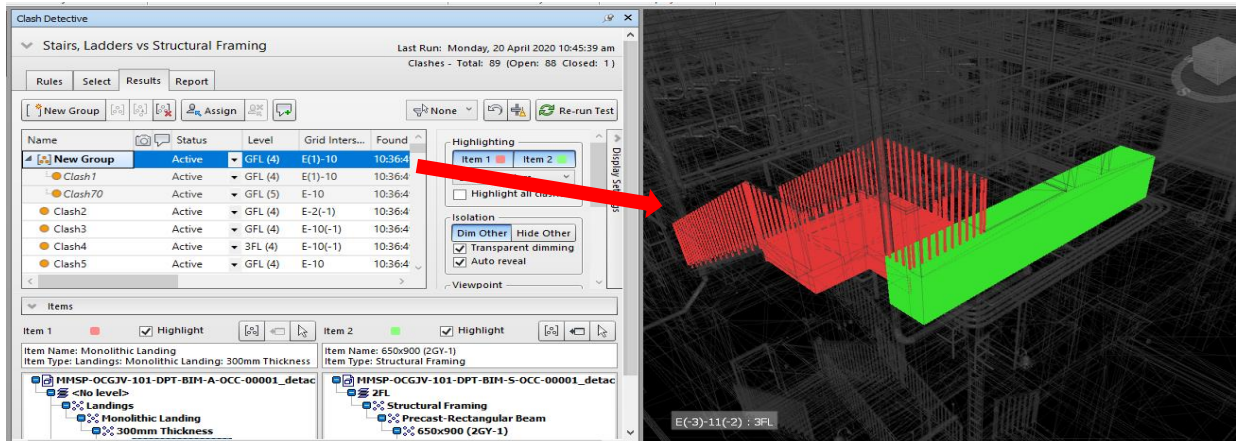 Clash Detective
Stairs, Ladders vs Structural Framing
Last Run: Monday, 20 April 2020 10:45:39 am
Clashes - Total: 89 (Open: 88 Closed: 1)
Rules Select Results Report
New Group Assign None Re-run Test
Name Status Level Grid Inters... Found
New Group Active GFL (4) E(1)-10 10:36:4
Clash1 Active GFL (4) E(1)-10 10:36:4
Clash70 Active GFL (5) E-10 10:36:4
Clash2 Active GFL (4) E-2(-1) 10:36:4
Clash3 Active GFL (4) E-10(-1) 10:36:4
Clash4 Active 3FL (4) E-10(-1) 10:36:4
Clash5 Active GFL (4) E-10 10:36:4
Highlighting
Item 1 Item 2
Highlight all
Isolation
Dim Other Hide Other
Transparent dimming
Auto reveal
Viewpoint
Display
Items
Item 1 Highlight Item 2 Highlight
Item Name: Monolithic Landing
Item Type: Landings: Monolithic Landing: 300mm Thickness
Item Name: 650x900 (2GY-1)
Item Type: Structural Framing
MMSP-OCGJV-101-DPT-BIM-A-OCC-00001_detac
<No level>
Landings
Monolithic Landing
300mm Thickness
MMSP-OCGJV-101-DPT-BIM-S-OCC-00001_detac
2FL
Structural Framing
Precast-Rectangular Beam
650x900 (2GY-1)
E(-3)-11(-2) : 3FL